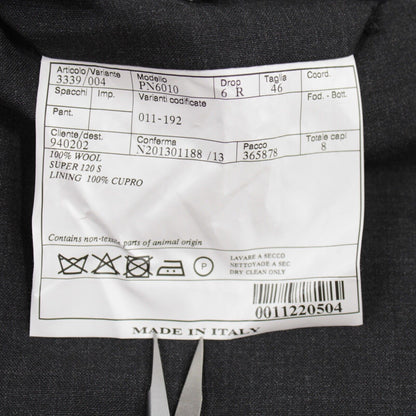 Articolo/Variante Modello Drop Taglia Coord.
3339/004 PN6010 6 R 46
Spacchi Imp. Varianti codificate Fod. - Bott.
Pant. 011-192
Cliente/dest. Conferma Pacco Totale capi
940202 N201301188 /13 365878 8
100% WOOL
SUPER 120 S
LINING 100% CUPRO
Contains non-textile parts of animal origin
LAVARE A SECCO
NETTOYAGE A SEC
DRY CLEAN ONLY
P
0011220504
MADE IN ITALY